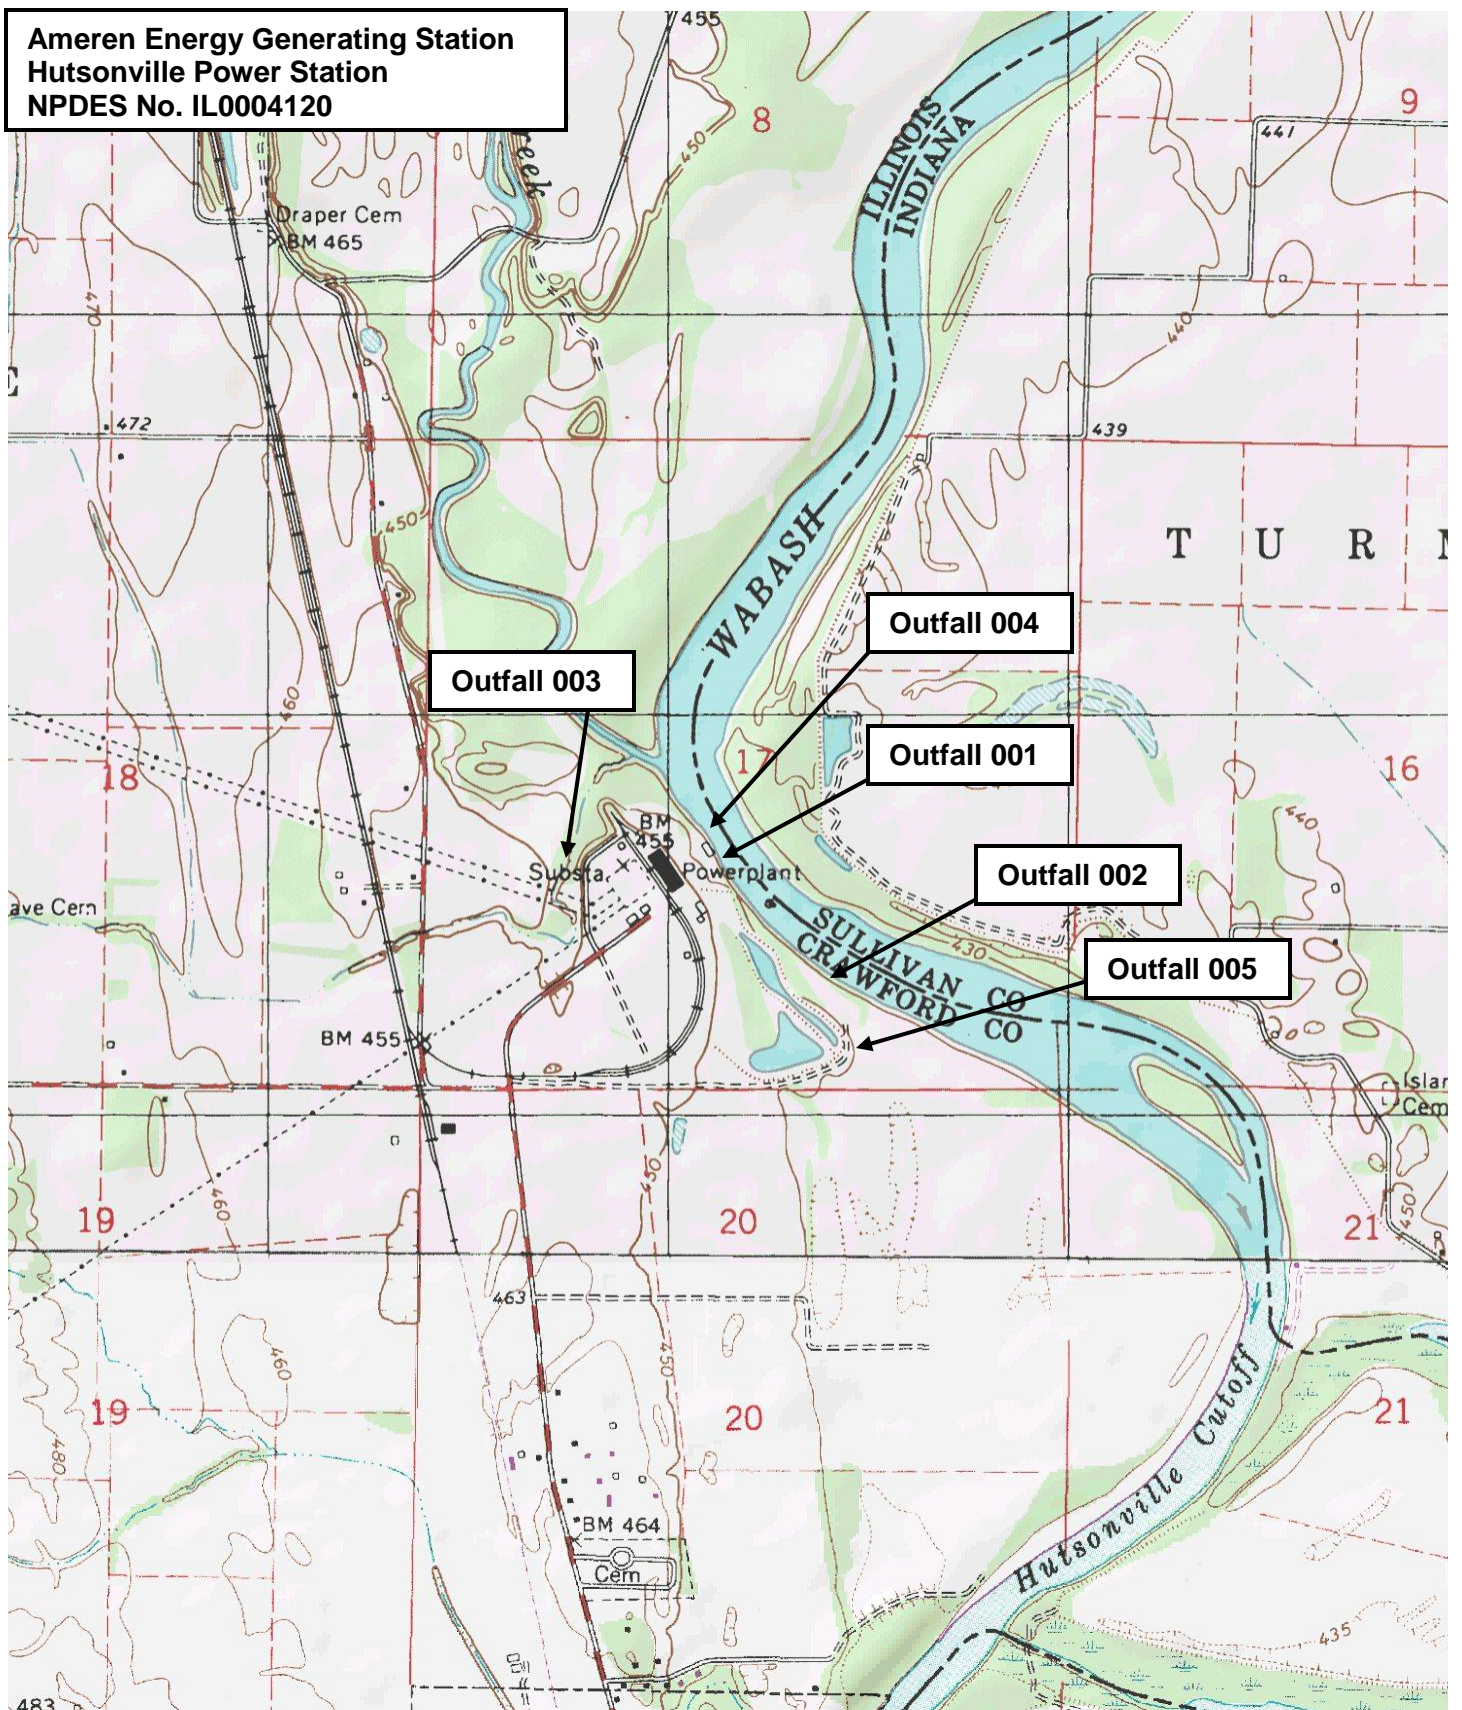 Ameren Energy Generating Station
Hutsonville Power Station
NPDES No. IL0004120
455
8
9
441
450
ILLINOIS
INDIANA
reek
Draper Cem
BM 465
470
440
472
439
450
T U R
WABASH
Outfall 004
Outfall 003
460
Outfall 001
17
18
16
440
BM
455
Substa.
Powerplant
Outfall 002
ave Cem
SULLIVAN CO
CRAWFORD CO
430
Outfall 005
BM 455
Islan
Cem
450
460
19
20
21
450
463
460
450
Hutsonville Cutoff
19
20
21
480
BM 464
Cem
435
483